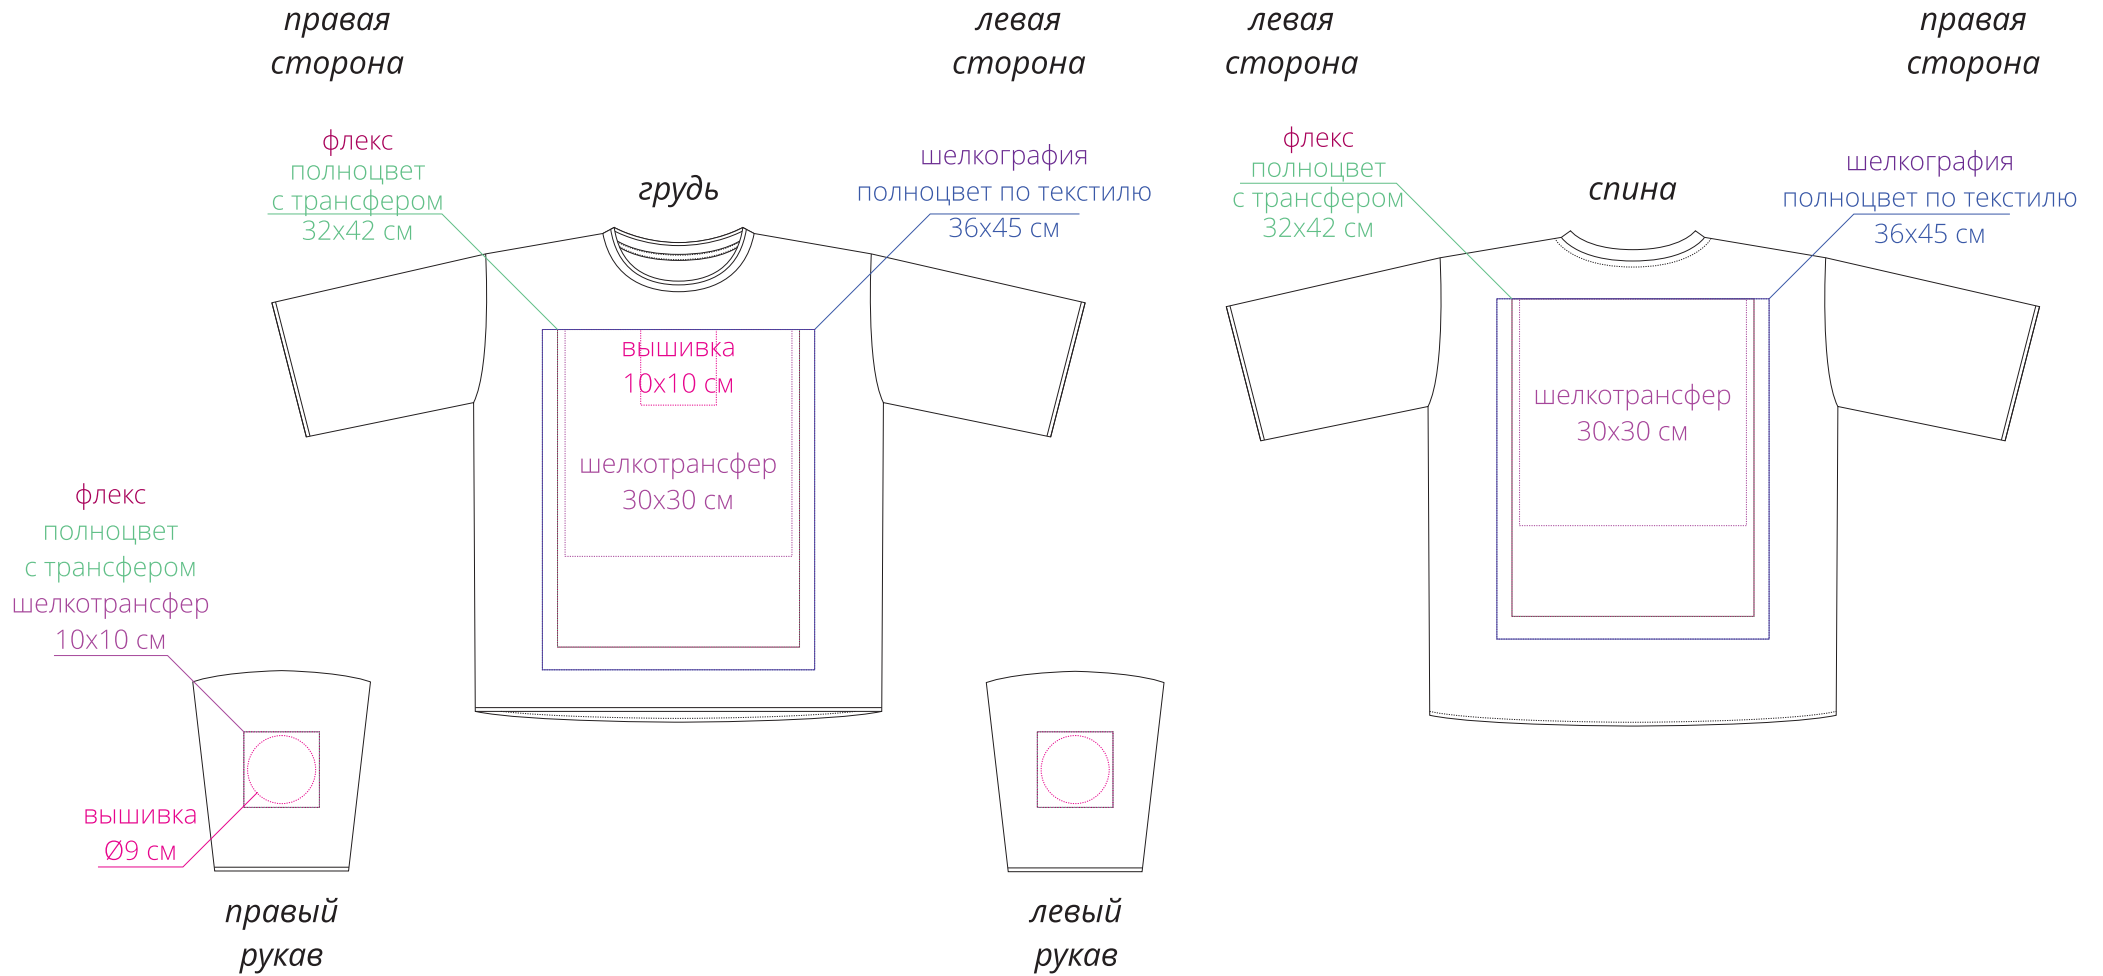 правая
сторона
левая
сторона
левая
сторона
правая
сторона
флекс
полноцвет
с трансфером
32х42 см
грудь
шелкография
полноцвет по текстилю
36х45 см
флекс
полноцвет
с трансфером
32х42 см
спина
шелкография
полноцвет по текстилю
36х45 см
вышивка
10х10 см
шелкотрансфер
30х30 см
шелкотрансфер
30х30 см
флекс
полноцвет
с трансфером
шелкотрансфер
10х10 см
вышивка
Ø9 см
правый
рукав
левый
рукав